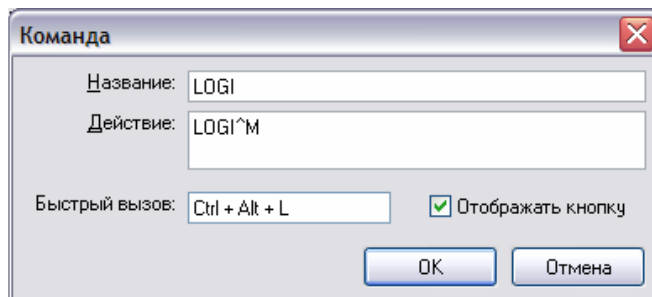 Команда
Название: LOGI
Действие: LOGI^M
Быстрый вызов: Ctrl + Alt + L Отображать кнопку
OK Отмена